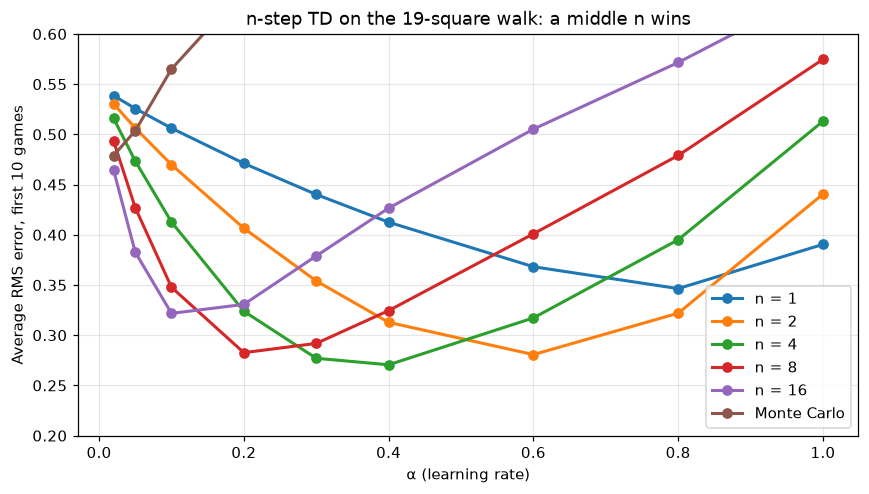 n-step TD on the 19-square walk: a middle n wins
Average RMS error, first 10 games
0.60
0.55
0.50
0.45
0.40
0.35
0.30
0.25
0.20
n = 1
n = 2
n = 4
n = 8
n = 16
Monte Carlo
0.0
0.2
0.4
0.6
0.8
1.0
α (learning rate)